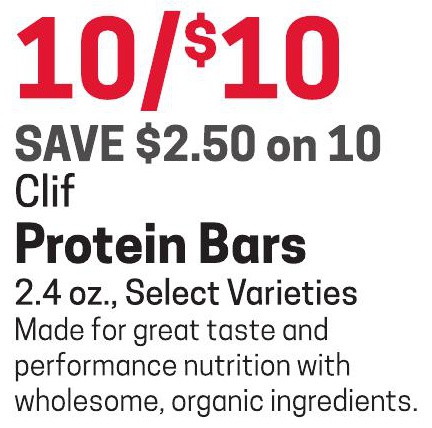 10/$10
SAVE $2.50 on 10
Clif
Protein Bars
2.4 oz., Select Varieties
Made for great taste and
performance nutrition with
wholesome, organic ingredients.